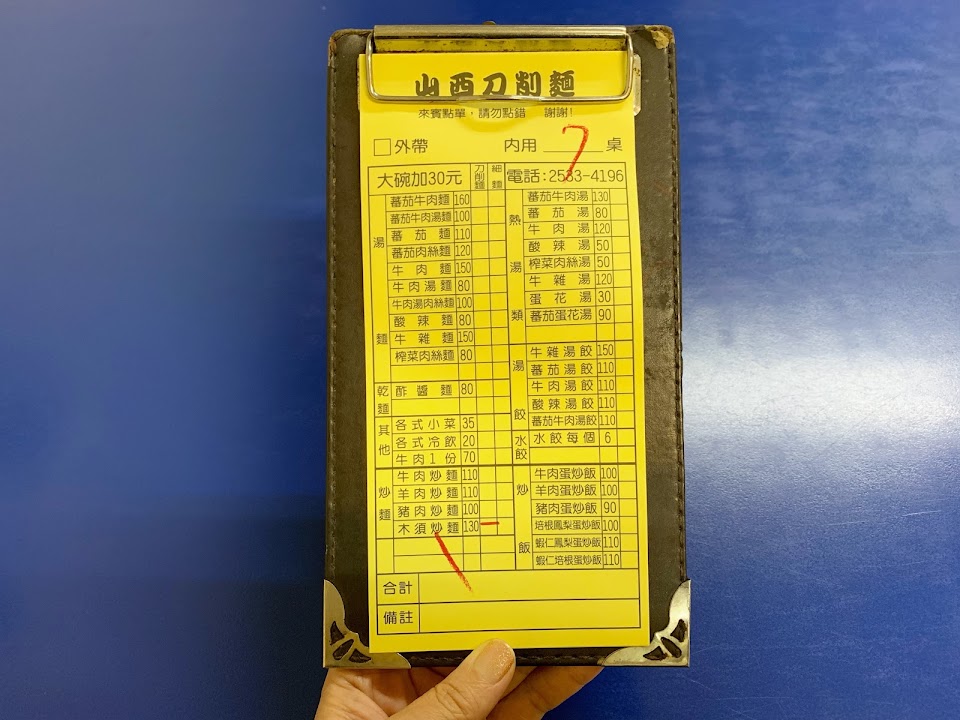 山西刀削麵
來賓點單,請勿點錯 謝謝!
□外帶 內用 7 桌
大碗加30元 刀削麵 細麵 電話:2533-4196
湯麵
蕃茄牛肉麵 160
蕃茄牛肉湯麵 100
蕃茄麵 110
蕃茄肉絲麵 120
牛肉麵 150
牛肉湯麵 80
牛肉湯肉絲麵 100
酸辣麵 80
牛雜麵 150
榨菜肉絲麵 80
乾麵
酢醬麵 80
其他
各式小菜 35
各式冷飲 20
牛肉1份 70
炒麵
牛肉炒麵 110
羊肉炒麵 110
豬肉炒麵 100
木須炒麵 130 一
熱湯類
蕃茄牛肉湯 130
蕃茄湯 80
牛肉湯 120
酸辣湯 50
榨菜肉絲湯 50
牛雜湯 120
蛋花湯 30
蕃茄蛋花湯 90
湯餃
牛雜湯餃 150
蕃茄湯餃 110
牛肉湯餃 110
酸辣湯餃 110
蕃茄牛肉湯餃 110
水餃
水餃每個 6
炒飯
牛肉蛋炒飯 100
羊肉蛋炒飯 100
豬肉蛋炒飯 90
培根鳳梨蛋炒飯 100
蝦仁鳳梨蛋炒飯 110
蝦仁培根蛋炒飯 110
合計
備註